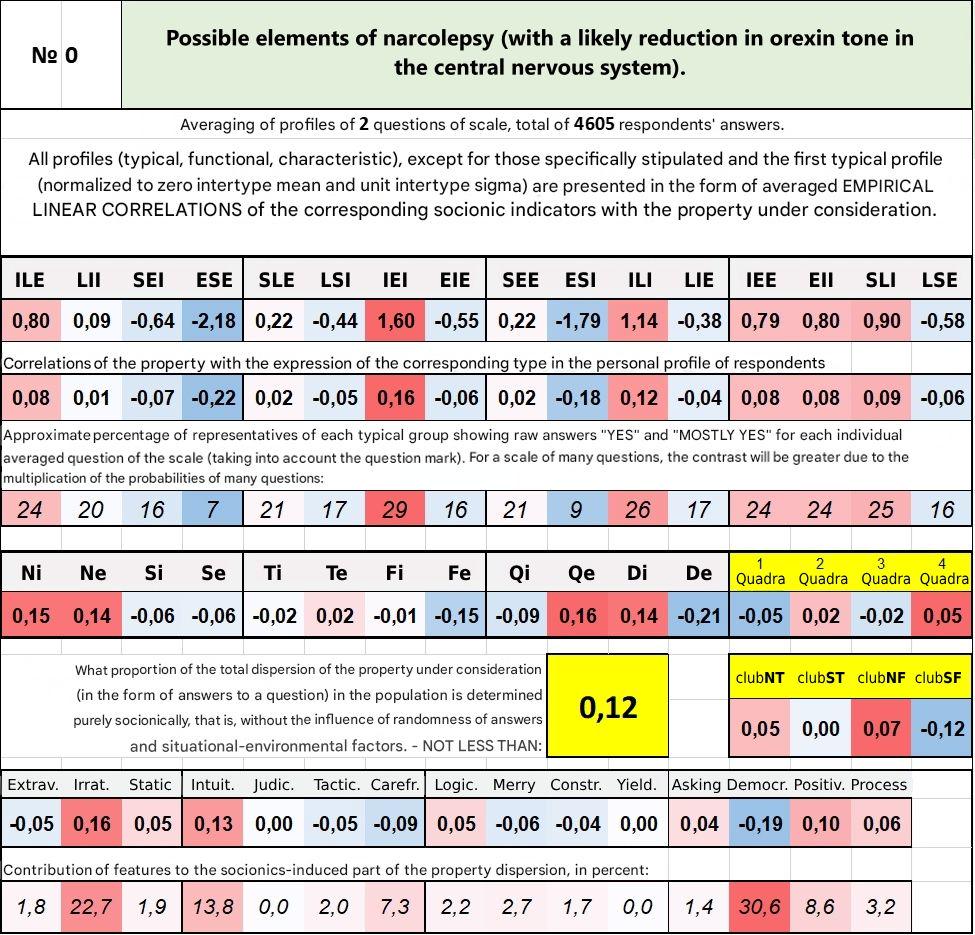 № 0
Possible elements of narcolepsy (with a likely reduction in orexin tone in
the central nervous system).
Averaging of profiles of 2 questions of scale, total of 4605 respondents' answers.
All profiles (typical, functional, characteristic), except for those specifically stipulated and the first typical profile
(normalized to zero intertype mean and unit intertype sigma) are presented in the form of averaged EMPIRICAL
LINEAR CORRELATIONS of the corresponding socionic indicators with the property under consideration.
ILE LII SEI ESE SLE LSI IEI EIE SEE ESI ILI LIE IEE EII SLI LSE
0,80 0,09 -0,64 -2,18 0,22 -0,44 1,60 -0,55 0,22 -1,79 1,14 -0,38 0,79 0,80 0,90 -0,58
Correlations of the property with the expression of the corresponding type in the personal profile of respondents
0,08 0,01 -0,07 -0,22 0,02 -0,05 0,16 -0,06 0,02 -0,18 0,12 -0,04 0,08 0,08 0,09 -0,06
Approximate percentage of representatives of each typical group showing raw answers "YES" and "MOSTLY YES" for each individual
averaged question of the scale (taking into account the question mark). For a scale of many questions, the contrast will be greater due to the
multiplication of the probabilities of many questions:
24 20 16 7 21 17 29 16 21 9 26 17 24 24 25 16
Ni Ne Si Se Ti Te Fi Fe Qi Qe Di De 1 Quadra 2 Quadra 3 Quadra 4 Quadra
0,15 0,14 -0,06 -0,06 -0,02 0,02 -0,01 -0,15 -0,09 0,16 0,14 -0,21 -0,05 0,02 -0,02 0,05
What proportion of the total dispersion of the property under consideration
(in the form of answers to a question) in the population is determined
purely socionically, that is, without the influence of randomness of answers
and situational-environmental factors. - NOT LESS THAN:
0,12
clubNT clubST clubNF clubSF
0,05 0,00 0,07 -0,12
Extrav. Irrat. Static Intuit. Judic. Tactic. Carefr. Logic. Merry Constr. Yield. Asking Democr. Positiv. Process
-0,05 0,16 0,05 0,13 0,00 -0,05 -0,09 0,05 -0,06 -0,04 0,00 0,04 -0,19 0,10 0,06
Contribution of features to the socionics-induced part of the property dispersion, in percent:
1,8 22,7 1,9 13,8 0,0 2,0 7,3 2,2 2,7 1,7 0,0 1,4 30,6 8,6 3,2